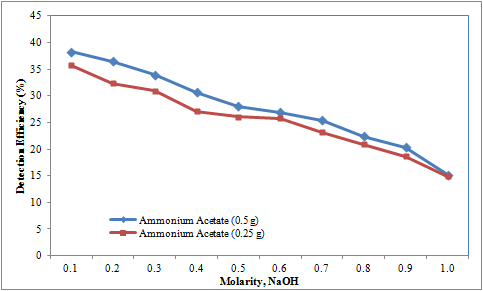 45
40
35
30
25
20
15
10
5
0
Detection Efficiency (%)
Ammonium Acetate (0.5 g)
Ammonium Acetate (0.25 g)
0.1 0.2 0.3 0.4 0.5 0.6 0.7 0.8 0.9 1.0
Molarity, NaOH